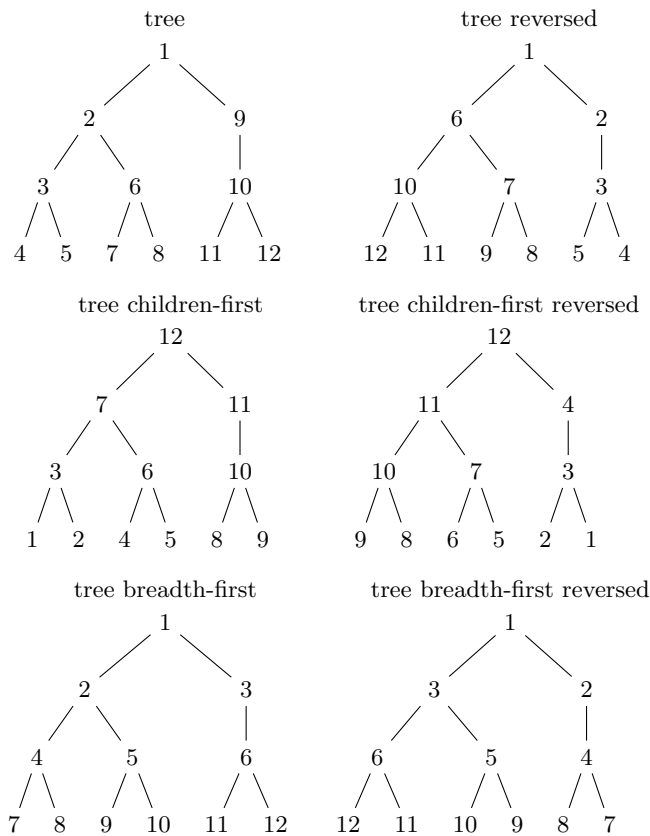 tree
1
2 9
3 6 10
4 5 7 8 11 12
tree reversed
1
6 2
10 7 3
12 11 9 8 5 4
tree children-first
12
7 11
3 6 10
1 2 4 5 8 9
tree children-first reversed
12
11 4
10 7 3
9 8 6 5 2 1
tree breadth-first
1
2 3
4 5 6
7 8 9 10 11 12
tree breadth-first reversed
1
3 2
6 5 4
12 11 10 9 8 7